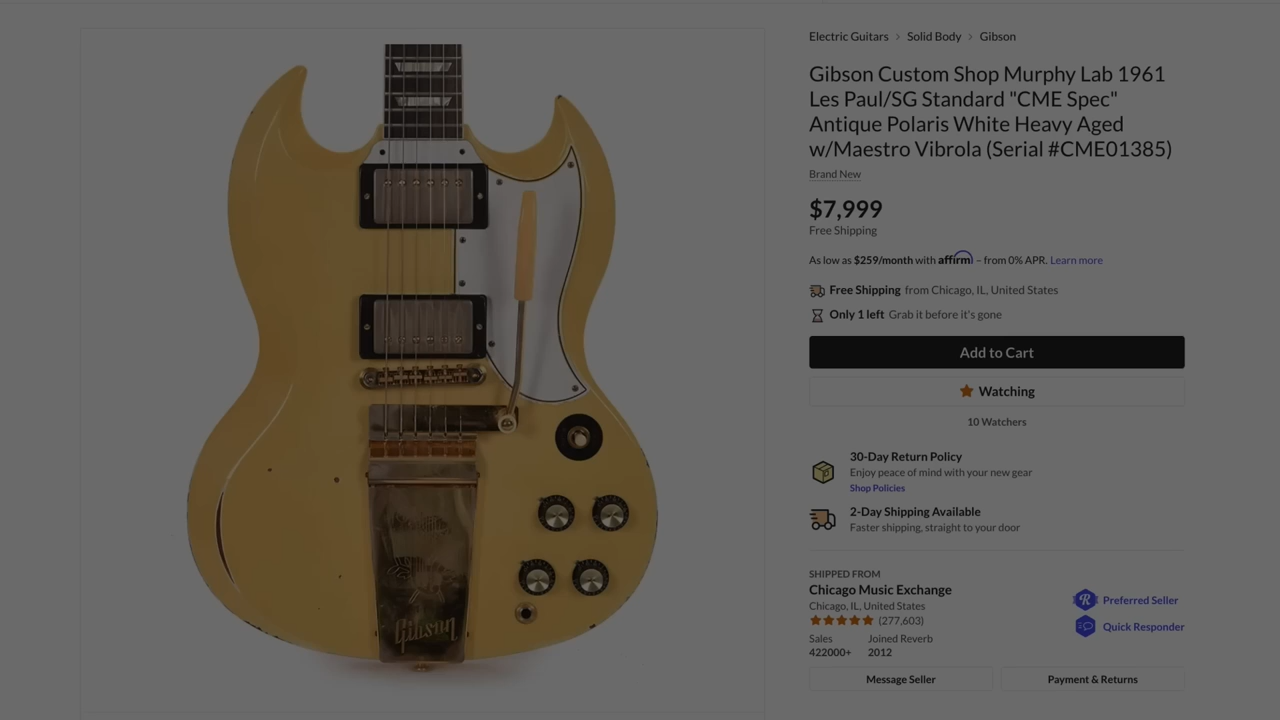 Electric Guitars > Solid Body > Gibson
Gibson Custom Shop Murphy Lab 1961
Les Paul/SG Standard "CME Spec"
Antique Polaris White Heavy Aged
w/Maestro Vibrola (Serial #CME01385)
Brand New
$7,999
Free Shipping
As low as $259/month with affirm – from 0% APR. Learn more
Free Shipping from Chicago, IL, United States
Only 1 left Grab it before it's gone
Add to Cart
Watching
10 Watchers
30-Day Return Policy
Enjoy peace of mind with your new gear
Shop Policies
2-Day Shipping Available
Faster shipping, straight to your door
SHIPPED FROM
Chicago Music Exchange
Chicago, IL, United States
(277,603)
Preferred Seller
Quick Responder
Sales Joined Reverb
422000+ 2012
Message Seller Payment & Returns
Gibson